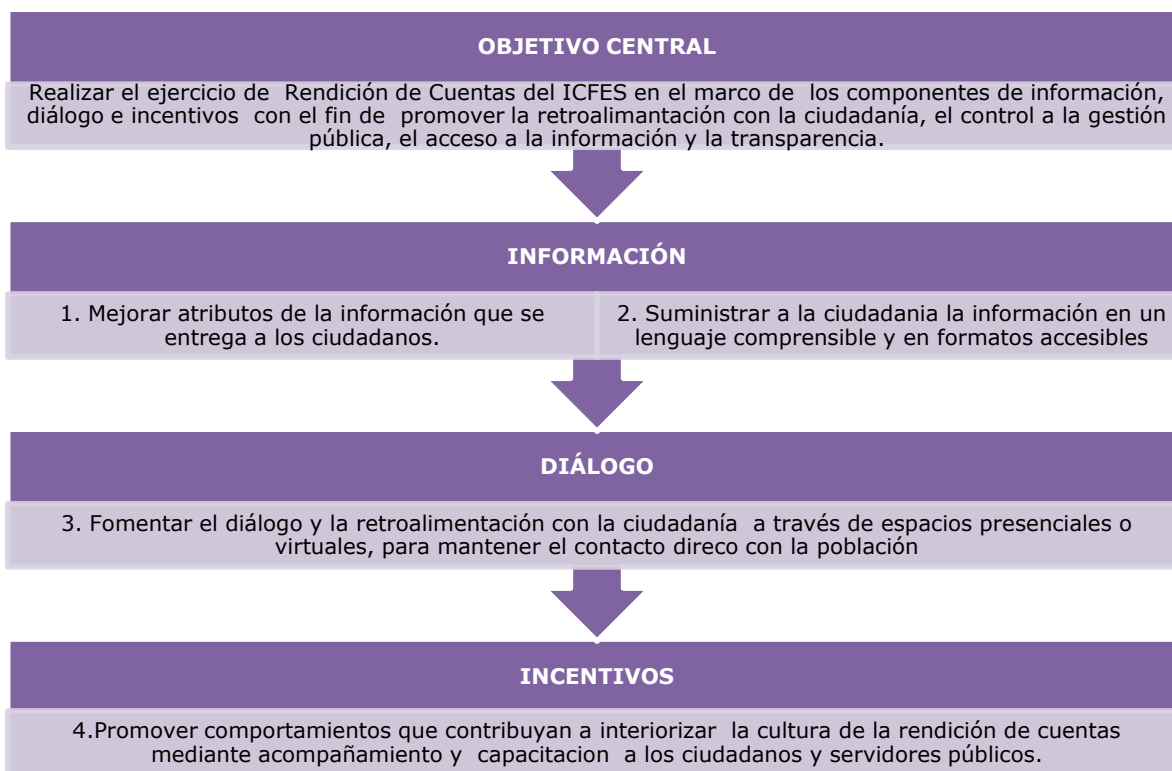 OBJETIVO CENTRAL
Realizar el ejercicio de Rendición de Cuentas del ICFES en el marco de los componentes de información,
diálogo e incentivos con el fin de promover la retroalimantación con la ciudadanía, el control a la gestión
pública, el acceso a la información y la transparencia.
INFORMACIÓN
1. Mejorar atributos de la información que se
entrega a los ciudadanos.
2. Suministrar a la ciudadania la información en un
lenguaje comprensible y en formatos accesibles
DIÁLOGO
3. Fomentar el diálogo y la retroalimentación con la ciudadanía a través de espacios presenciales o
virtuales, para mantener el contacto direco con la población
INCENTIVOS
4.Promover comportamientos que contribuyan a interiorizar la cultura de la rendición de cuentas
mediante acompañamiento y capacitacion a los ciudadanos y servidores públicos.